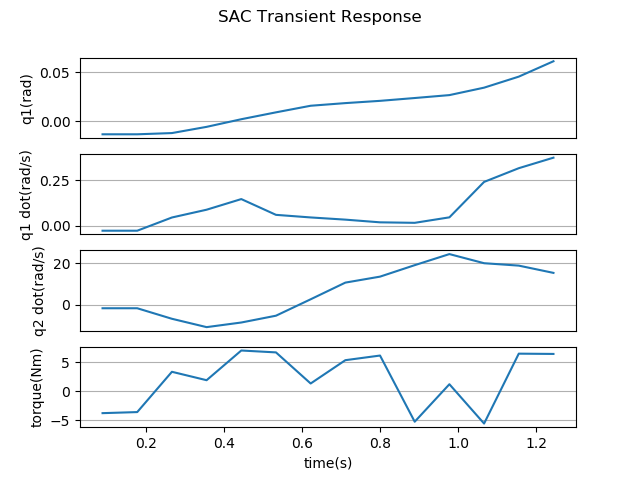 SAC Transient Response
q1(rad)
0.05
0.00
q1 dot(rad/s)
0.25
0.00
q2 dot(rad/s)
20
0
torque(Nm)
5
0
−5
0.2 0.4 0.6 0.8 1.0 1.2
time(s)